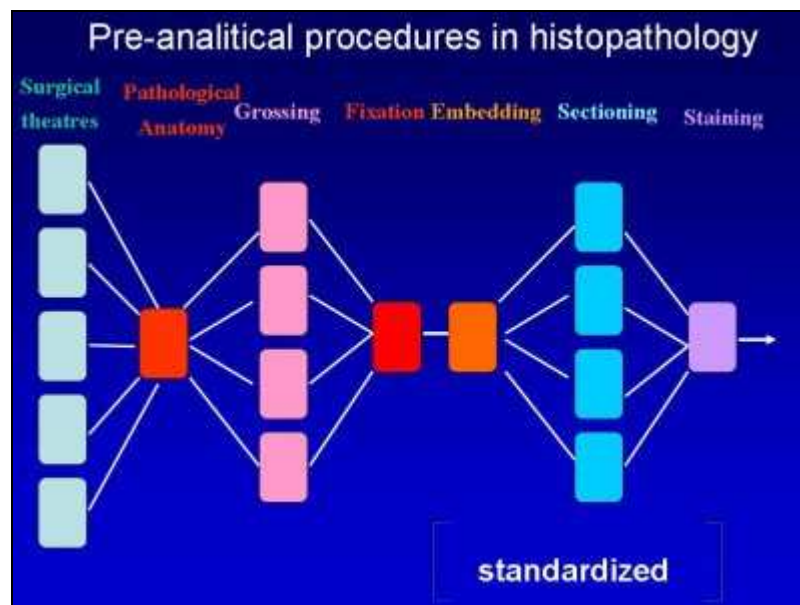 Pre-analitical procedures in histopathology
Surgical
theatres
Pathological
Anatomy
Grossing
Fixation
Embedding
Sectioning
Staining
standardized